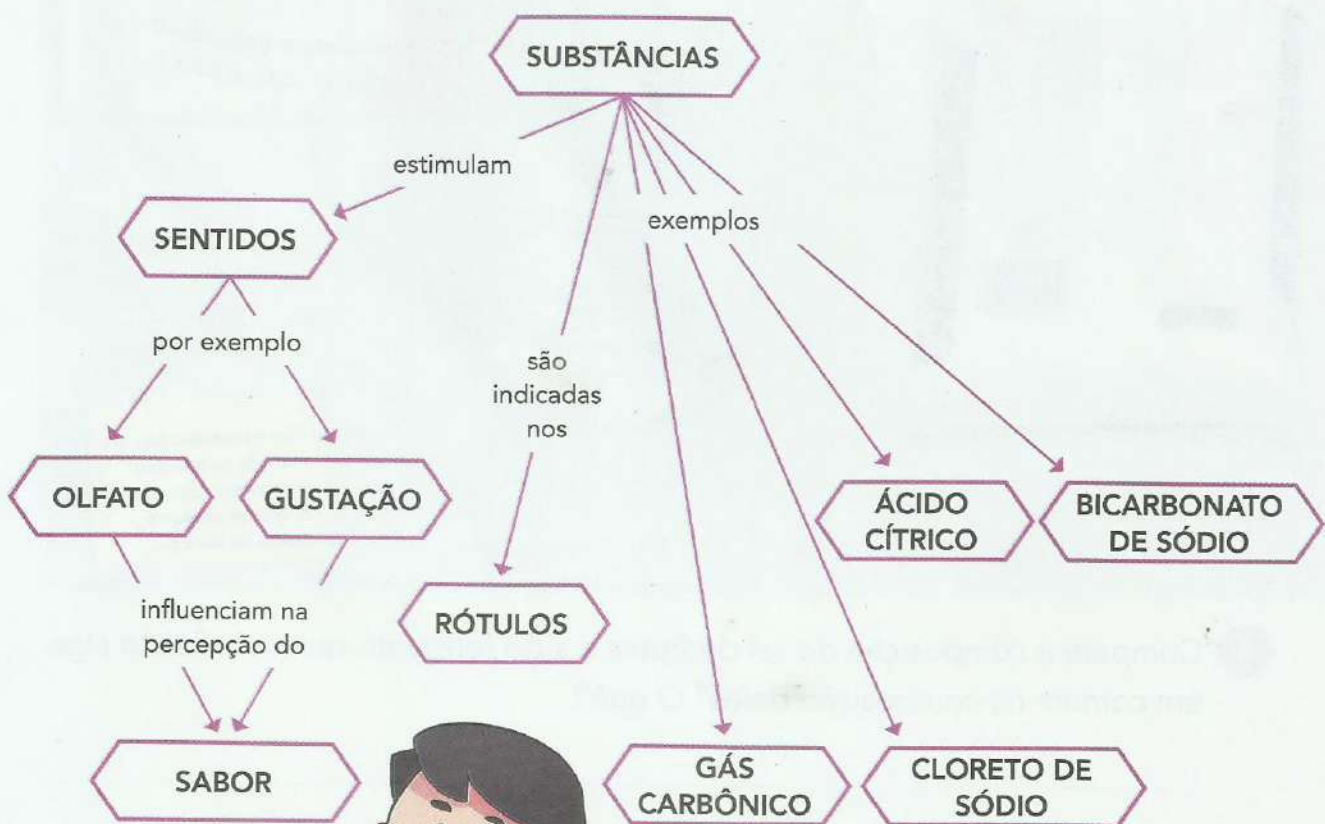 SUBSTÂNCIAS
estimulam
SENTIDOS
exemplos
por exemplo
são
indicadas
nos
OLFATO
GUSTAÇÃO
ÁCIDO
CÍTRICO
BICARBONATO
DE SÓDIO
influenciam na
percepção do
RÓTULOS
SABOR
GÁS
CARBÔNICO
CLORETO DE
SÓDIO